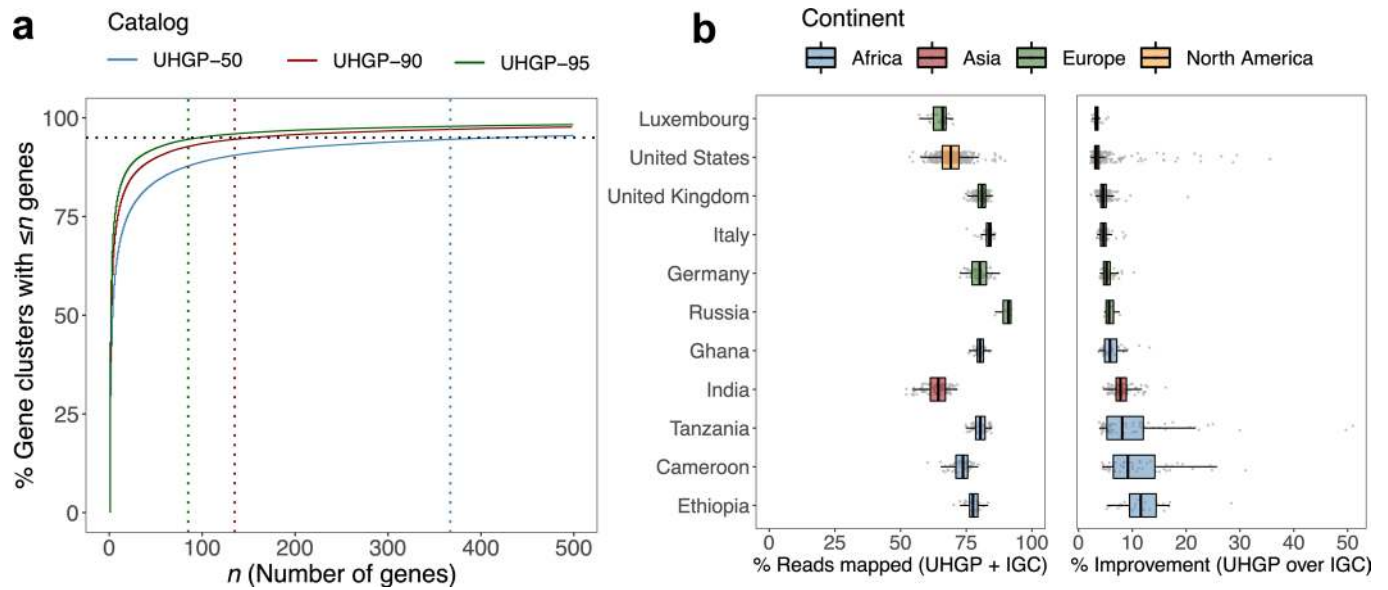 a
Catalog
UHGP−50
UHGP−90
UHGP−95
% Gene clusters with ≤n genes
100
75
50
25
0
0
100
200
300
400
500
n (Number of genes)
b
Continent
Africa
Asia
Europe
North America
Luxembourg
United States
United Kingdom
Italy
Germany
Russia
Ghana
India
Tanzania
Cameroon
Ethiopia
0
25
50
75
100
% Reads mapped (UHGP + IGC)
0
10
20
30
40
50
% Improvement (UHGP over IGC)